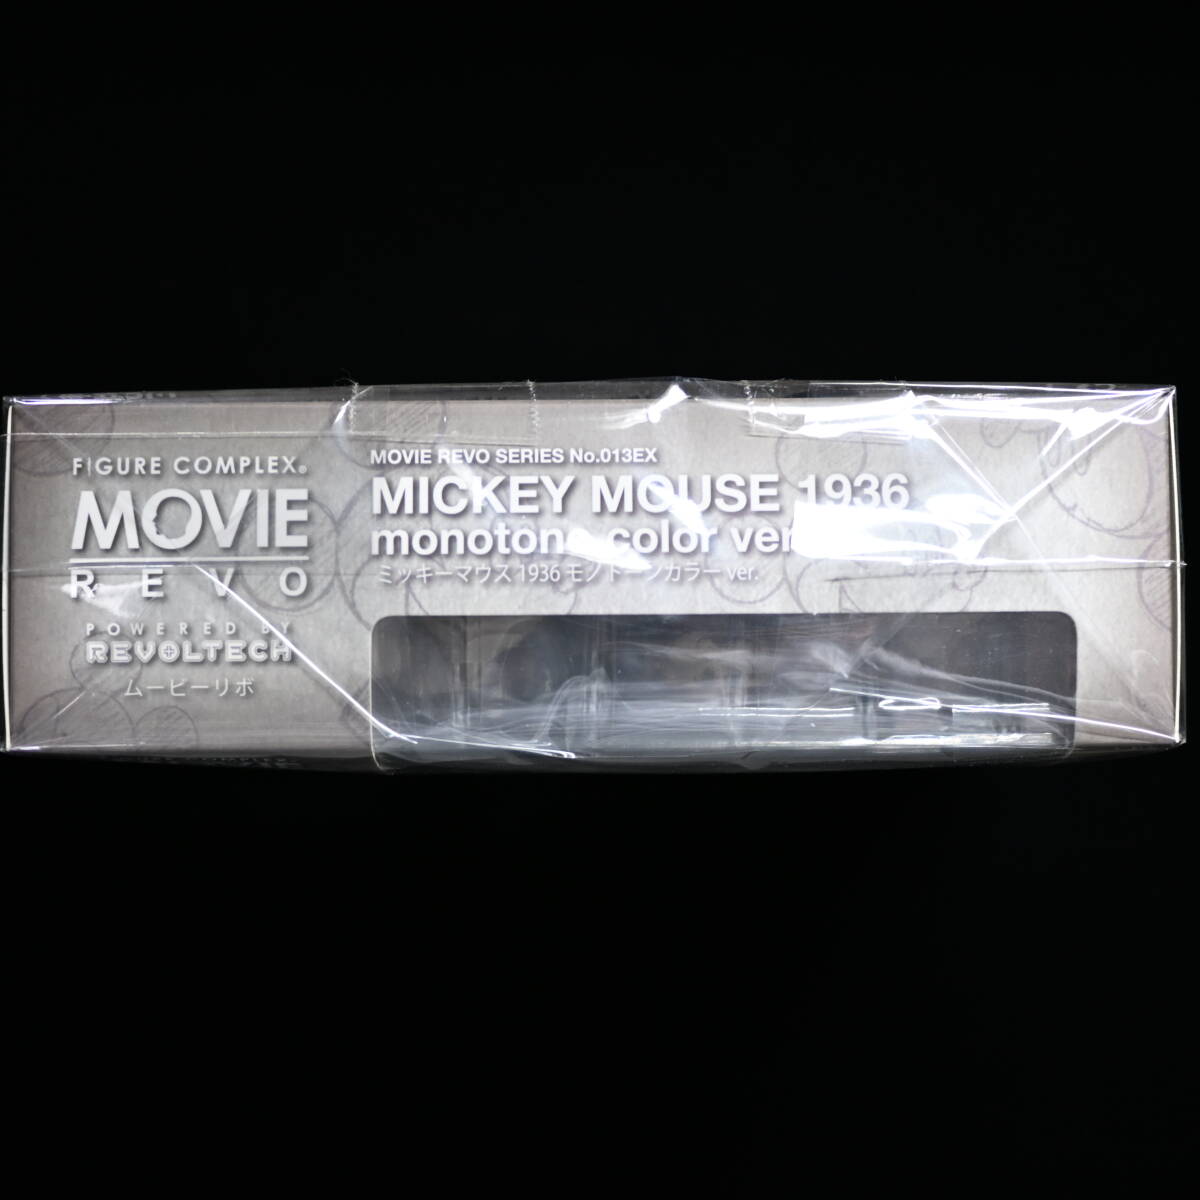 FIGURE COMPLEX®
MOVIE
REVO
POWERED BY
REVOLTECH
ムービーリボ
MOVIE REVO SERIES No.013EX
MICKEY MOUSE 1936
monotone color ver.
ミッキーマウス 1936 モノトーンカラー ver.